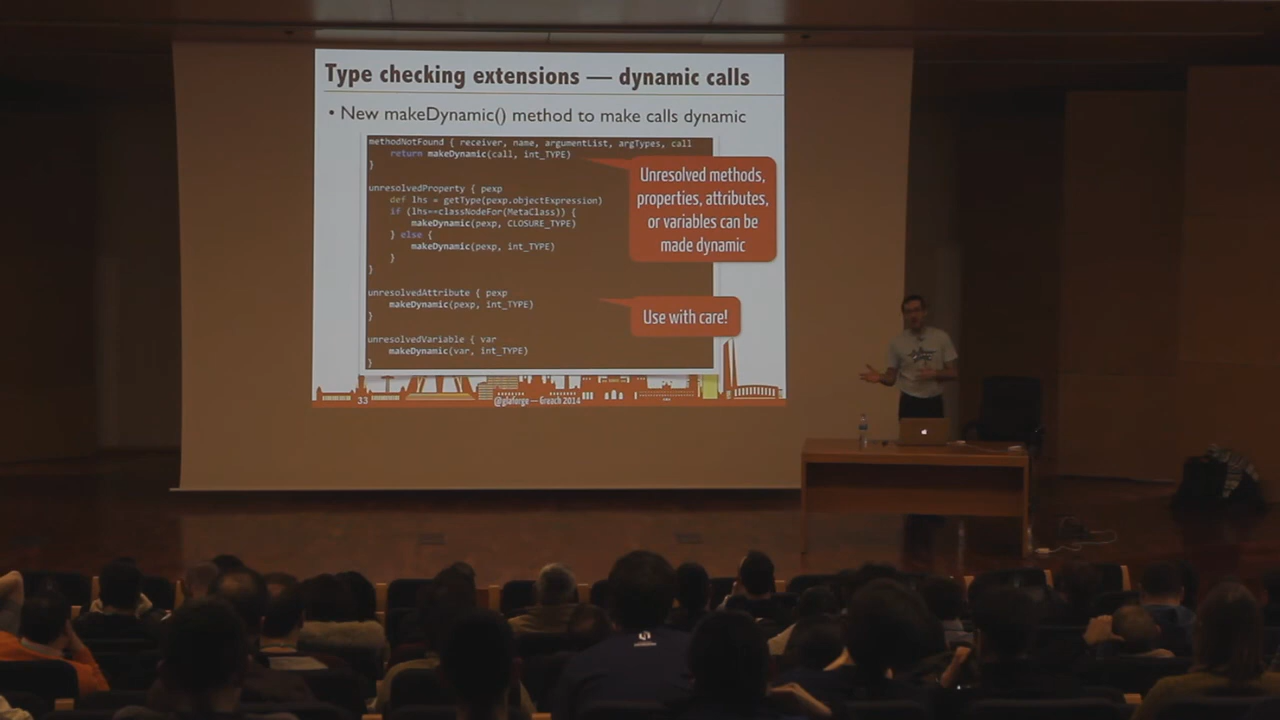 Type checking extensions — dynamic calls
• New makeDynamic() method to make calls dynamic
methodNotFound { receiver, name, argumentList, argTypes, call
return makeDynamic(call, int_TYPE)
}
unresolvedProperty { pexp
def lhs = getType(pexp.objectExpression)
if (lhs==classNodeFor(MetaClass)) {
makeDynamic(pexp, CLOSURE_TYPE)
} else {
makeDynamic(pexp, int_TYPE)
}
}
unresolvedAttribute { pexp
makeDynamic(pexp, int_TYPE)
}
unresolvedVariable { var
makeDynamic(var, int_TYPE)
}
Unresolved methods,
properties, attributes,
or variables can be
made dynamic
Use with care!
33
@glaforge — Greach 2014